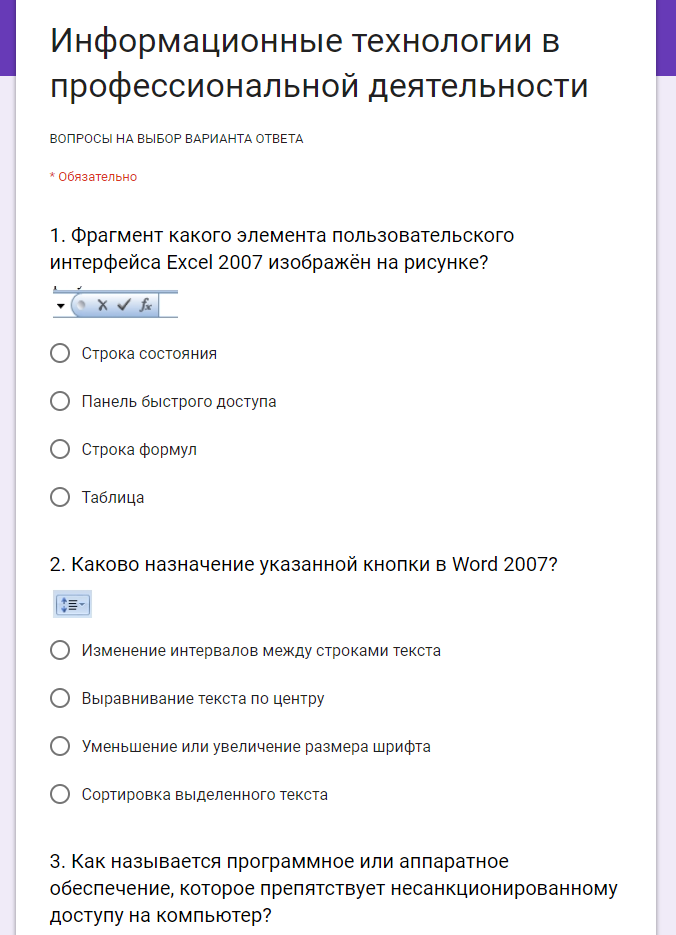 Информационные технологии в
профессиональной деятельности
ВОПРОСЫ НА ВЫБОР ВАРИАНТА ОТВЕТА
* Обязательно
1. Фрагмент какого элемента пользовательского
интерфейса Excel 2007 изображён на рисунке?
fx
Строка состояния
Панель быстрого доступа
Строка формул
Таблица
2. Каково назначение указанной кнопки в Word 2007?
Изменение интервалов между строками текста
Выравнивание текста по центру
Уменьшение или увеличение размера шрифта
Сортировка выделенного текста
3. Как называется программное или аппаратное
обеспечение, которое препятствует несанкционированному
доступу на компьютер?